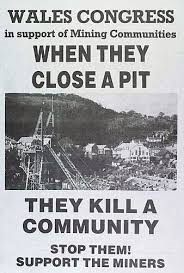 WALES CONGRESS
in support of Mining Communities
WHEN THEY
CLOSE A PIT
THEY KILL A
COMMUNITY
STOP THEM!
SUPPORT THE MINERS